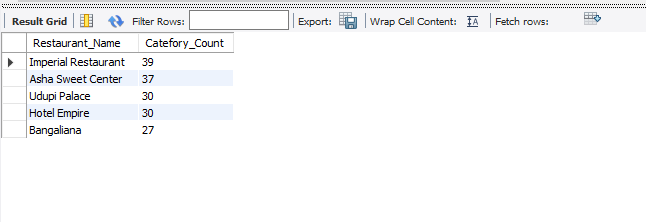 Result Grid Filter Rows: Export: Wrap Cell Content: IA Fetch rows:
Restaurant_Name Catefory_Count
Imperial Restaurant 39
Asha Sweet Center 37
Udupi Palace 30
Hotel Empire 30
Bangaliana 27